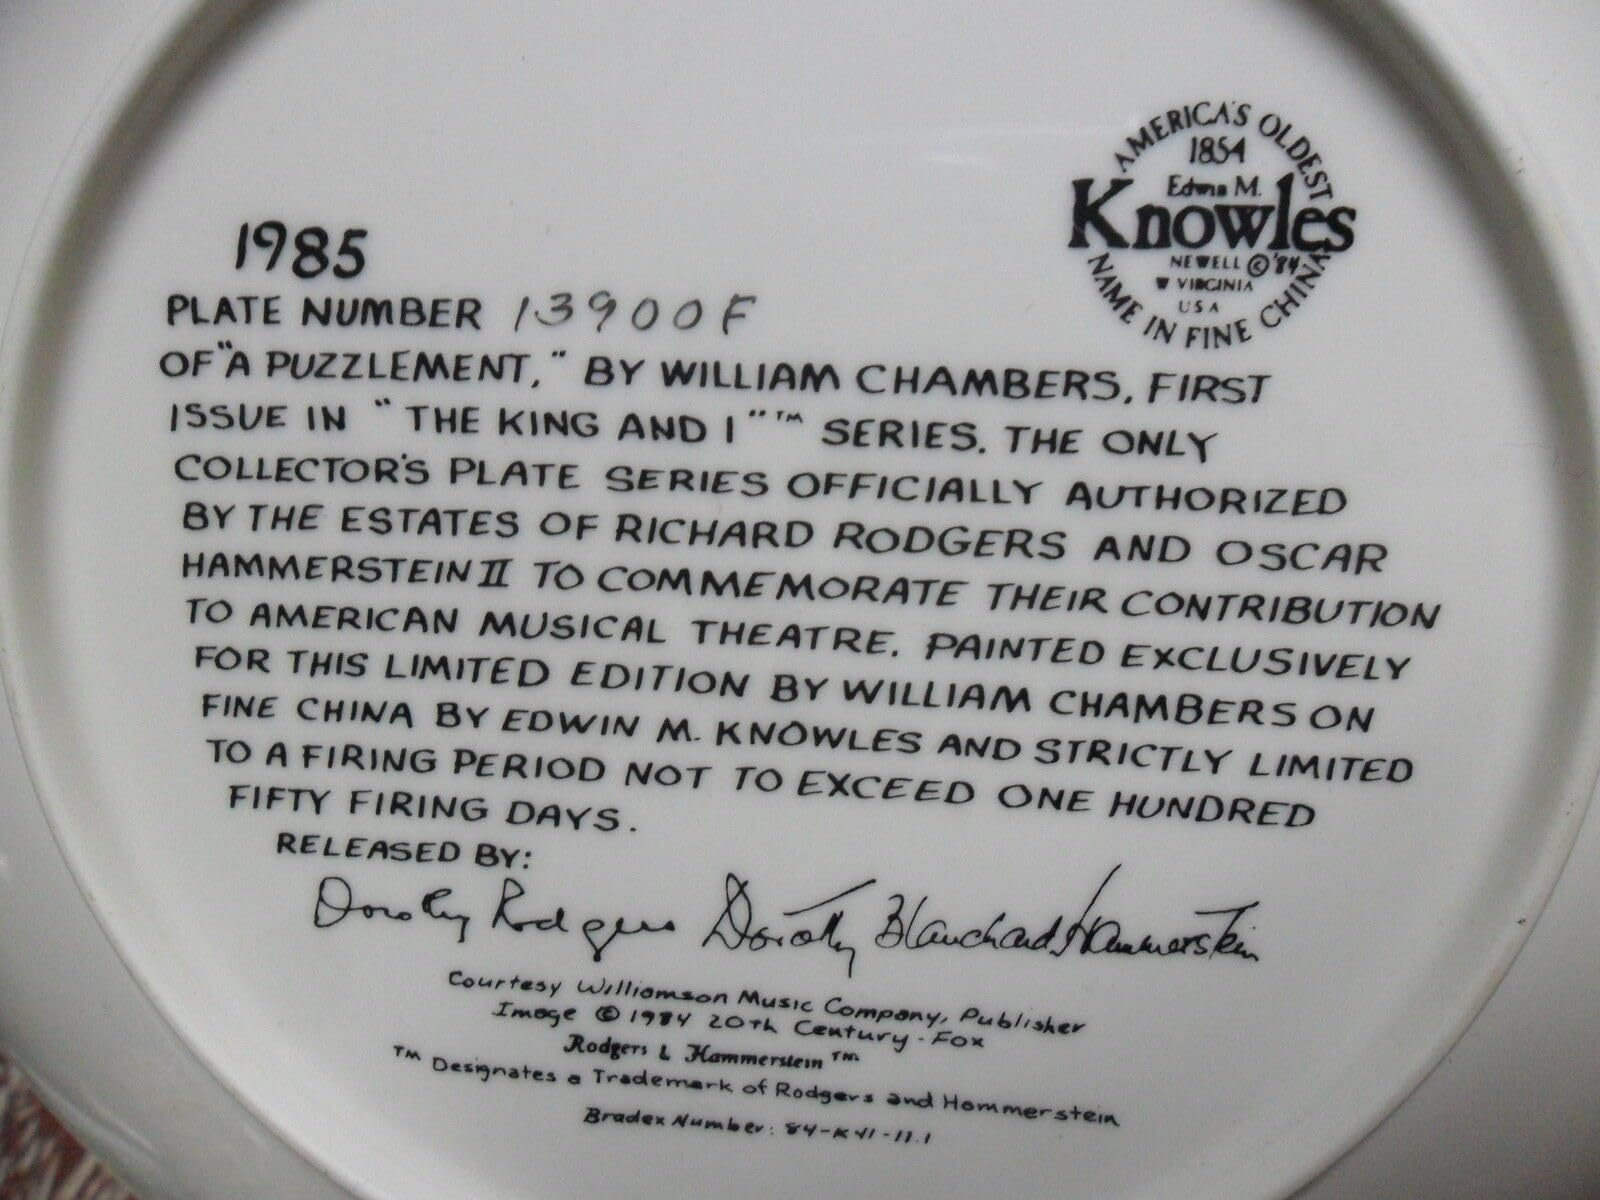 AMERICA'S OLDEST
1854
Edwin M.
Knowles
NEWELL © '84
W VIRGINIA
USA
NAME IN FINE CHINA
1985
PLATE NUMBER 13900F
OF "A PUZZLEMENT," BY WILLIAM CHAMBERS, FIRST
ISSUE IN "THE KING AND I"™ SERIES. THE ONLY
COLLECTOR'S PLATE SERIES OFFICIALLY AUTHORIZED
BY THE ESTATES OF RICHARD RODGERS AND OSCAR
HAMMERSTEIN II TO COMMEMORATE THEIR CONTRIBUTION
TO AMERICAN MUSICAL THEATRE. PAINTED EXCLUSIVELY
FOR THIS LIMITED EDITION BY WILLIAM CHAMBERS ON
FINE CHINA BY EDWIN M. KNOWLES AND STRICTLY LIMITED
TO A FIRING PERIOD NOT TO EXCEED ONE HUNDRED
FIFTY FIRING DAYS.
RELEASED BY:
Dorothy Rodgers Dorothy Blanchard Hammerstein
Courtesy Williamson Music Company, Publisher
Image © 1984 20th Century-Fox
Rodgers & Hammerstein™
™ Designates a Trademark of Rodgers and Hammerstein
Bradex Number: 84-K41-11.1